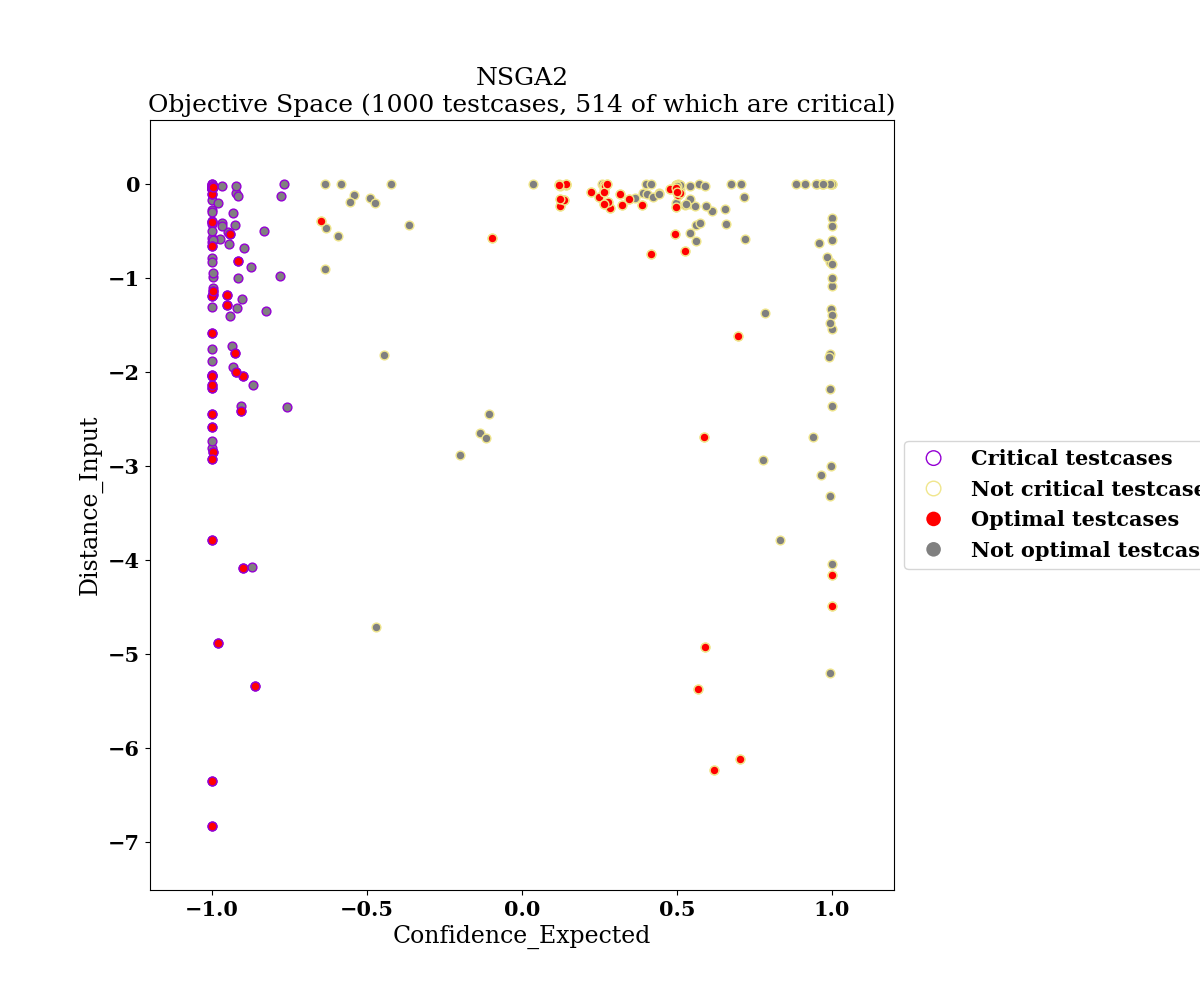 NSGA2
Objective Space (1000 testcases, 514 of which are critical)
0
−1
−2
−3
−4
−5
−6
−7
Distance_Input
−1.0
−0.5
0.0
0.5
1.0
Confidence_Expected
Critical testcases
Not critical testcase
Optimal testcases
Not optimal testcas